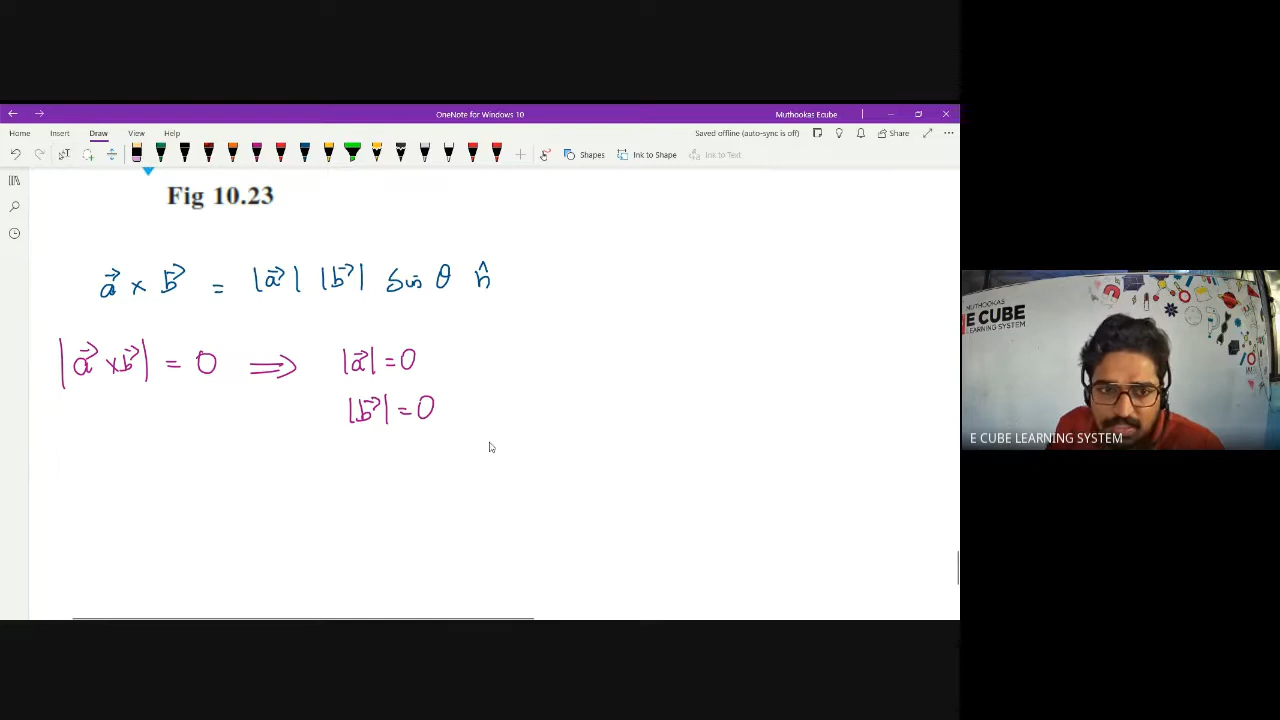 OneNote for Windows 10
Muthookas Ecube
Home Insert Draw View Help
Saved offline (auto-sync is off)
Share
Shapes
Ink to Shape
Ink to Text
Fig 10.23
a⃗ × b⃗ = |a⃗| |b⃗| Sin θ n̂
|a⃗ × b⃗| = 0 ⟹ |a⃗| = 0
|b⃗| = 0
MUTHOOKAS
E CUBE
LEARNING SYSTEM
E CUBE LEARNING SYSTEM